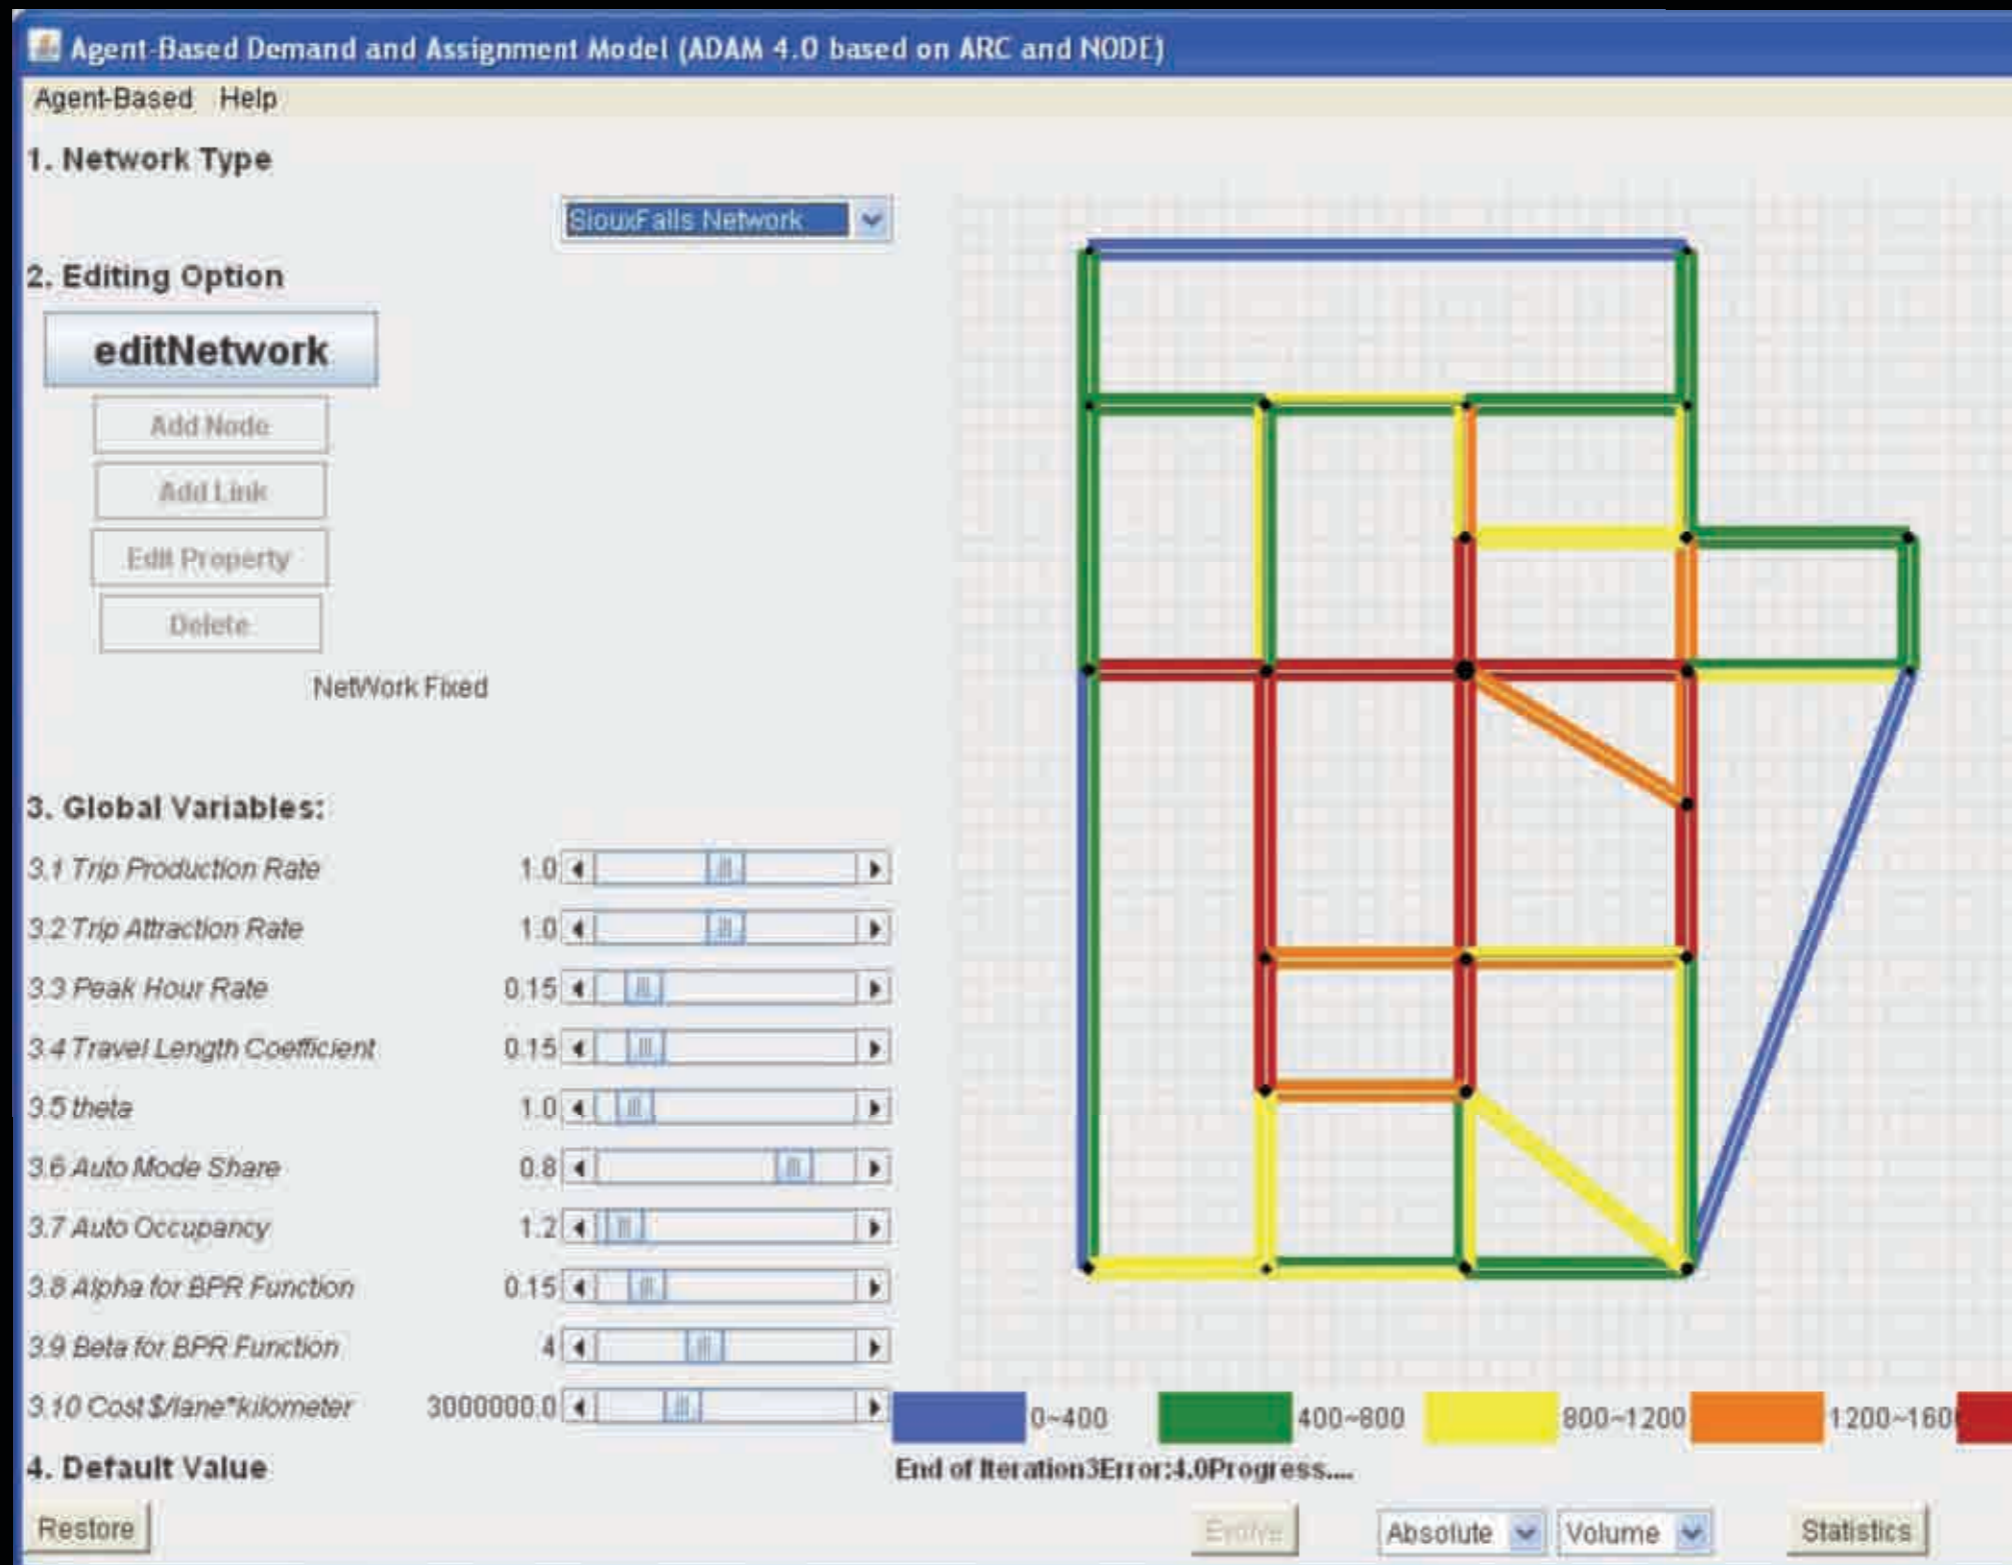 Agent-Based Demand and Assignment Model (ADAM 4.0 based on ARC and NODE)
Agent-Based Help
1. Network Type
SiouxFalls Network
2. Editing Option
editNetwork
Add Node
Add Link
Edit Property
Delete
NetWork Fixed
3. Global Variables:
3.1 Trip Production Rate 1.0
3.2 Trip Attraction Rate 1.0
3.3 Peak Hour Rate 0.15
3.4 Travel Length Coefficient 0.15
3.5 theta 1.0
3.6 Auto Mode Share 0.8
3.7 Auto Occupancy 1.2
3.8 Alpha for BPR Function 0.15
3.9 Beta for BPR Function 4
3.10 Cost $/lane*kilometer 3000000.0
0~400 400~800 800~1200 1200~160
4. Default Value
End of Iteration3Error:4.0Progress....
Restore Evolve Absolute Volume Statistics